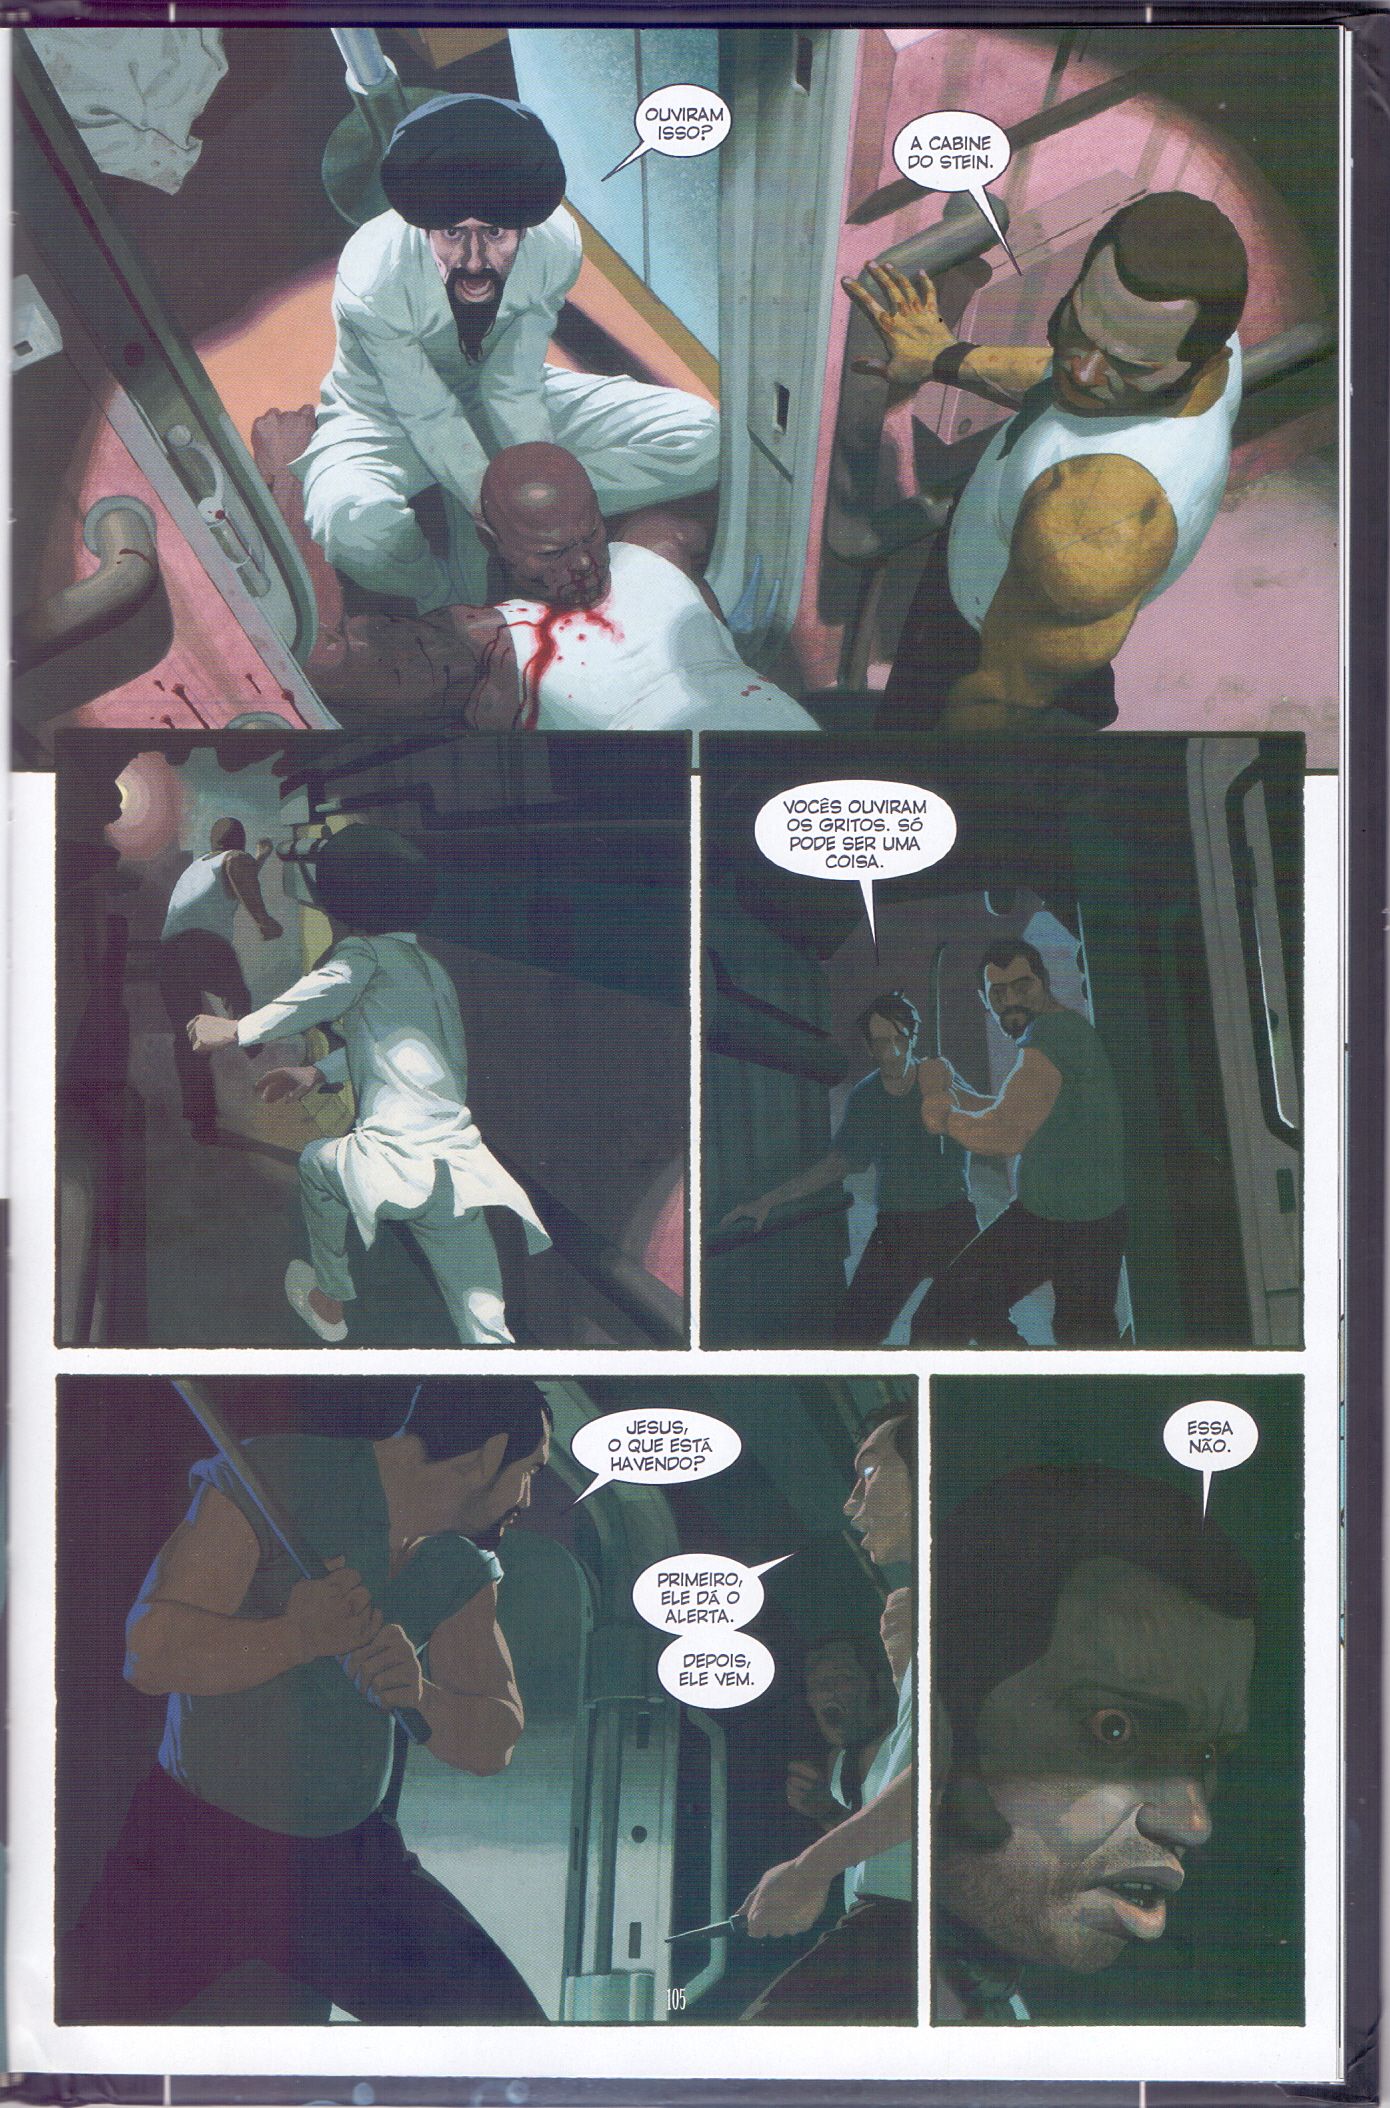 OUVIRAM
ISSO?
A CABINE
DO STEIN.
VOCÊS OUVIRAM
OS GRITOS. SÓ
PODE SER UMA
COISA.
JESUS,
O QUE ESTÁ
HAVENDO?
PRIMEIRO,
ELE DÁ O
ALERTA.
DEPOIS,
ELE VEM.
ESSA
NÃO.
105